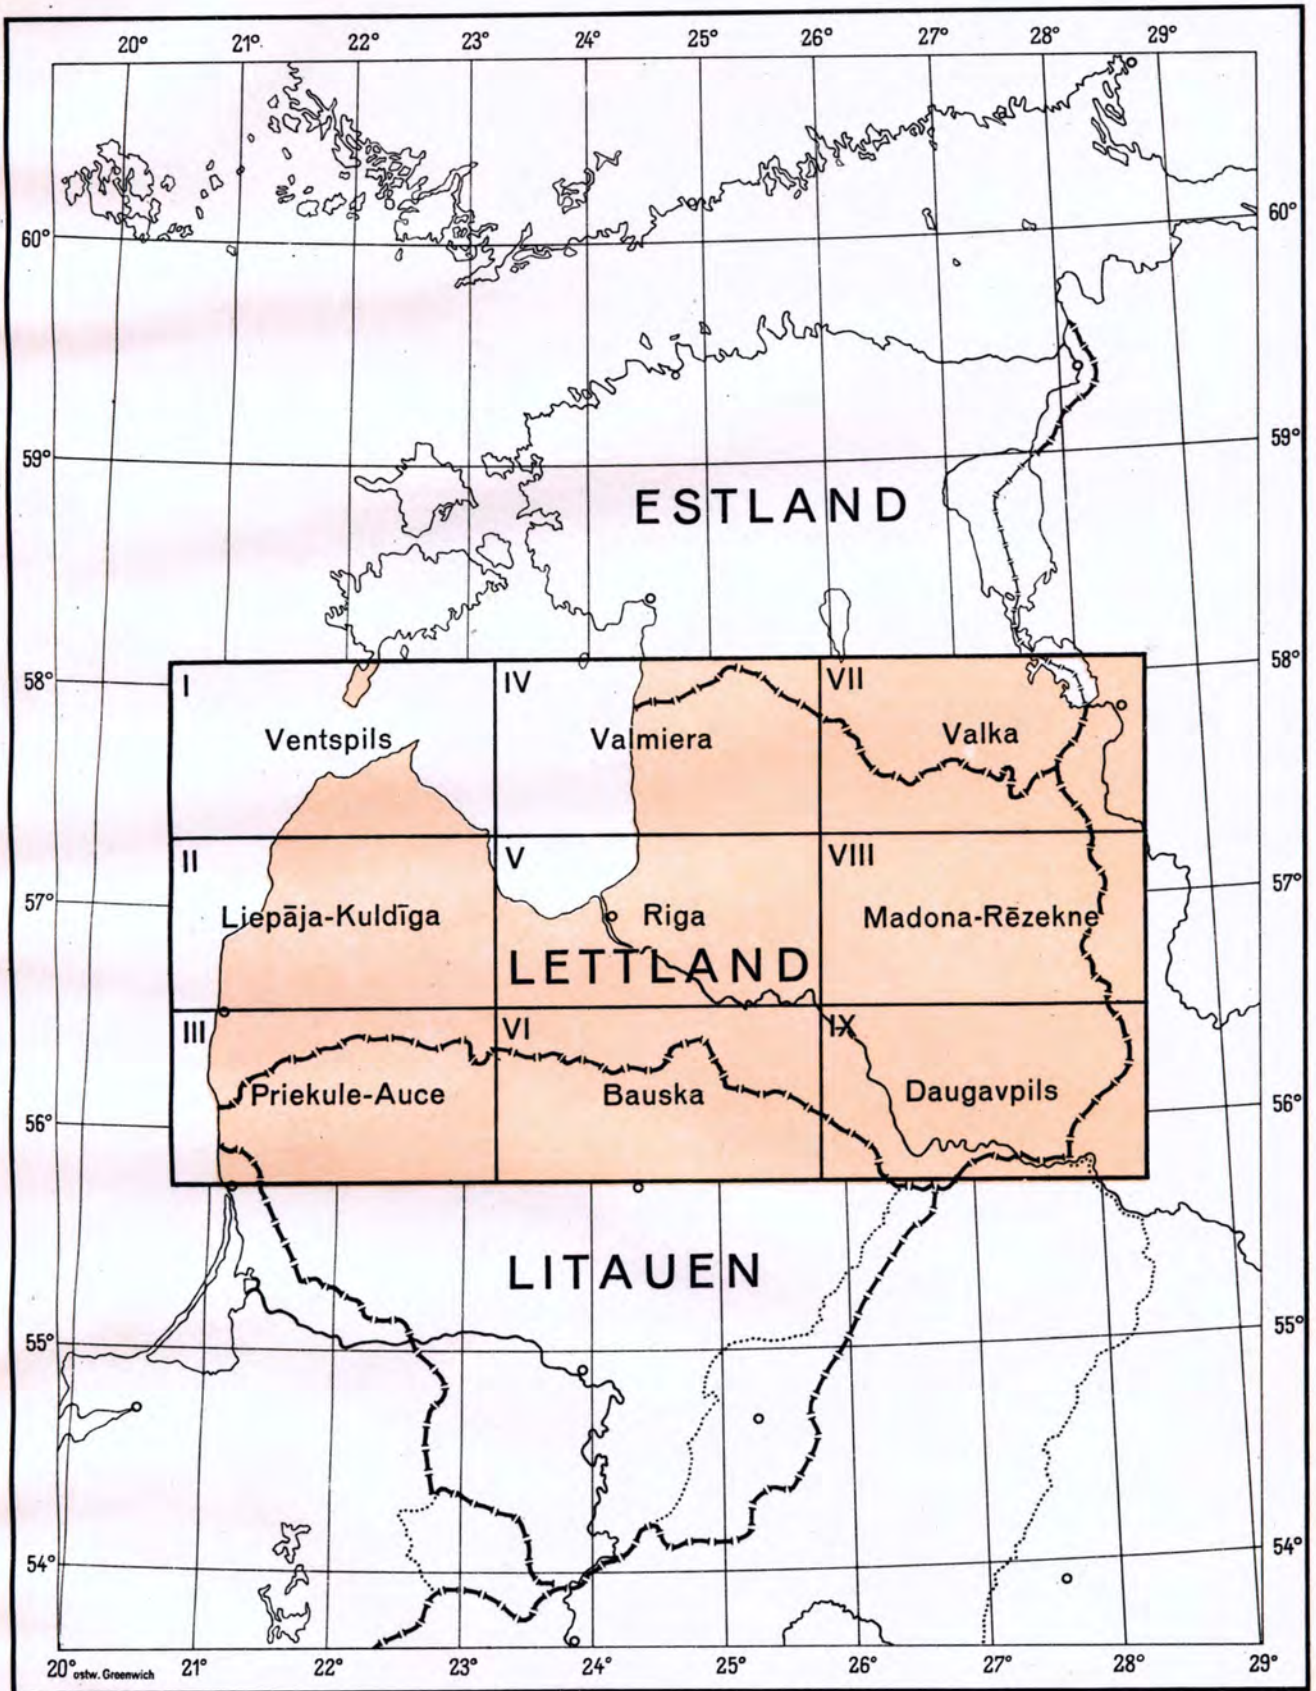 20° 21° 22° 23° 24° 25° 26° 27° 28° 29°
60° 60°
59° 59°
ESTLAND
58° 58°
I IV VII
Ventspils Valmiera Valka
II V VIII
57° 57°
Liepāja-Kuldīga Riga Madona-Rēzekne
LETTLAND
III VI IX
Priekule-Auce Bauska Daugavpils
56° 56°
LITAUEN
55° 55°
54° 54°
20° ostw. Greenwich 21° 22° 23° 24° 25° 26° 27° 28° 29°